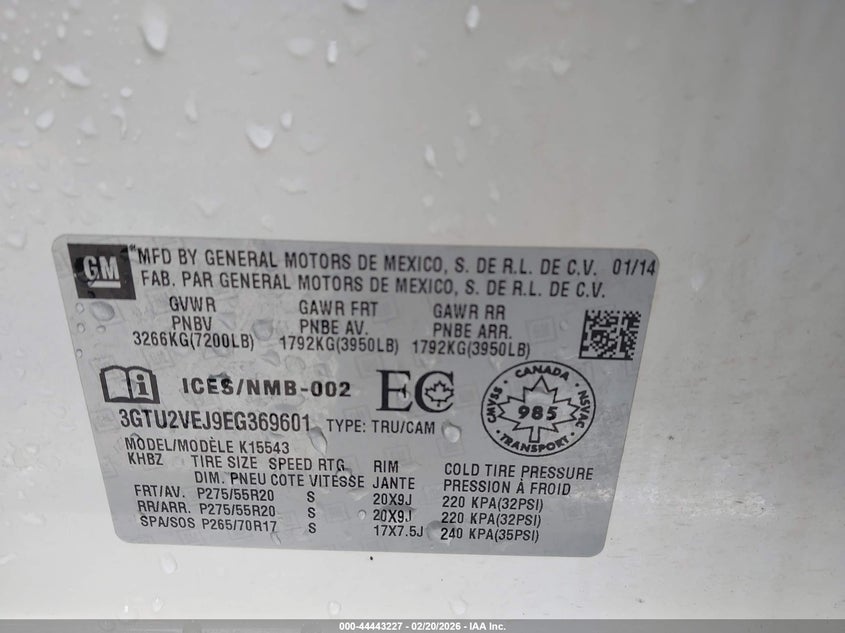 GM
MFD BY GENERAL MOTORS DE MEXICO, S. DE R.L. DE C.V. 01/14
FAB. PAR GENERAL MOTORS DE MEXICO, S. DE R.L. DE C.V.
GVWR GAWR FRT GAWR RR
PNBV PNBE AV. PNBE ARR.
3266KG(7200LB) 1792KG(3950LB) 1792KG(3950LB)
ICES/NMB-002 EC
CANADA
CMVSS 985 NSVAC
TRANSPORT
3GTU2VEJ9EG369601 TYPE: TRU/CAM
MODEL/MODÈLE K15543
KHBZ TIRE SIZE SPEED RTG RIM COLD TIRE PRESSURE
DIM. PNEU COTE VITÈSSE JANTE PRESSION À FROID
FRT/AV. P275/55R20 S 20X9J 220 KPA(32PSI)
RR/ARR. P275/55R20 S 20X9J 220 KPA(32PSI)
SPA/SOS P265/70R17 S 17X7.5J 240 KPA(35PSI)
000-44443227 - 02/20/2026 - IAA Inc.